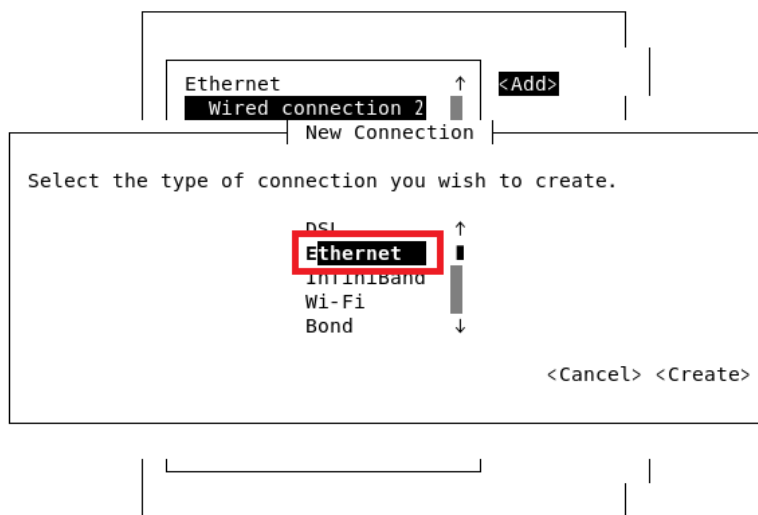 Ethernet ↑ <Add>
Wired connection 2
New Connection
Select the type of connection you wish to create.
DSL ↑
Ethernet
InfiniBand
Wi-Fi
Bond ↓
<Cancel> <Create>